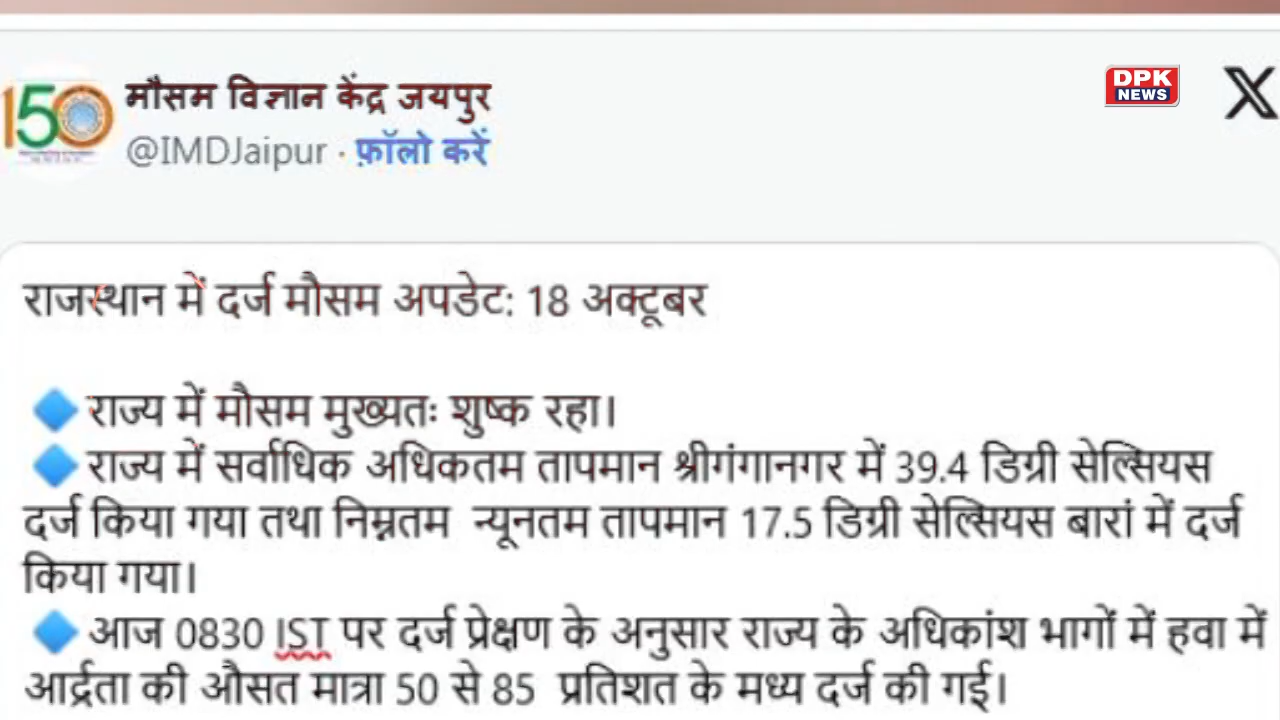 150
मौसम विज्ञान केंद्र जयपुर
@IMDJaipur · फ़ॉलो करें
DPK
NEWS
X
राजस्थान में दर्ज मौसम अपडेट: 18 अक्टूबर
राज्य में मौसम मुख्यतः शुष्क रहा।
राज्य में सर्वाधिक अधिकतम तापमान श्रीगंगानगर में 39.4 डिग्री सेल्सियस
दर्ज किया गया तथा निम्नतम न्यूनतम तापमान 17.5 डिग्री सेल्सियस बारां में दर्ज
किया गया।
आज 0830 IST पर दर्ज प्रेक्षण के अनुसार राज्य के अधिकांश भागों में हवा में
आर्द्रता की औसत मात्रा 50 से 85 प्रतिशत के मध्य दर्ज की गई।